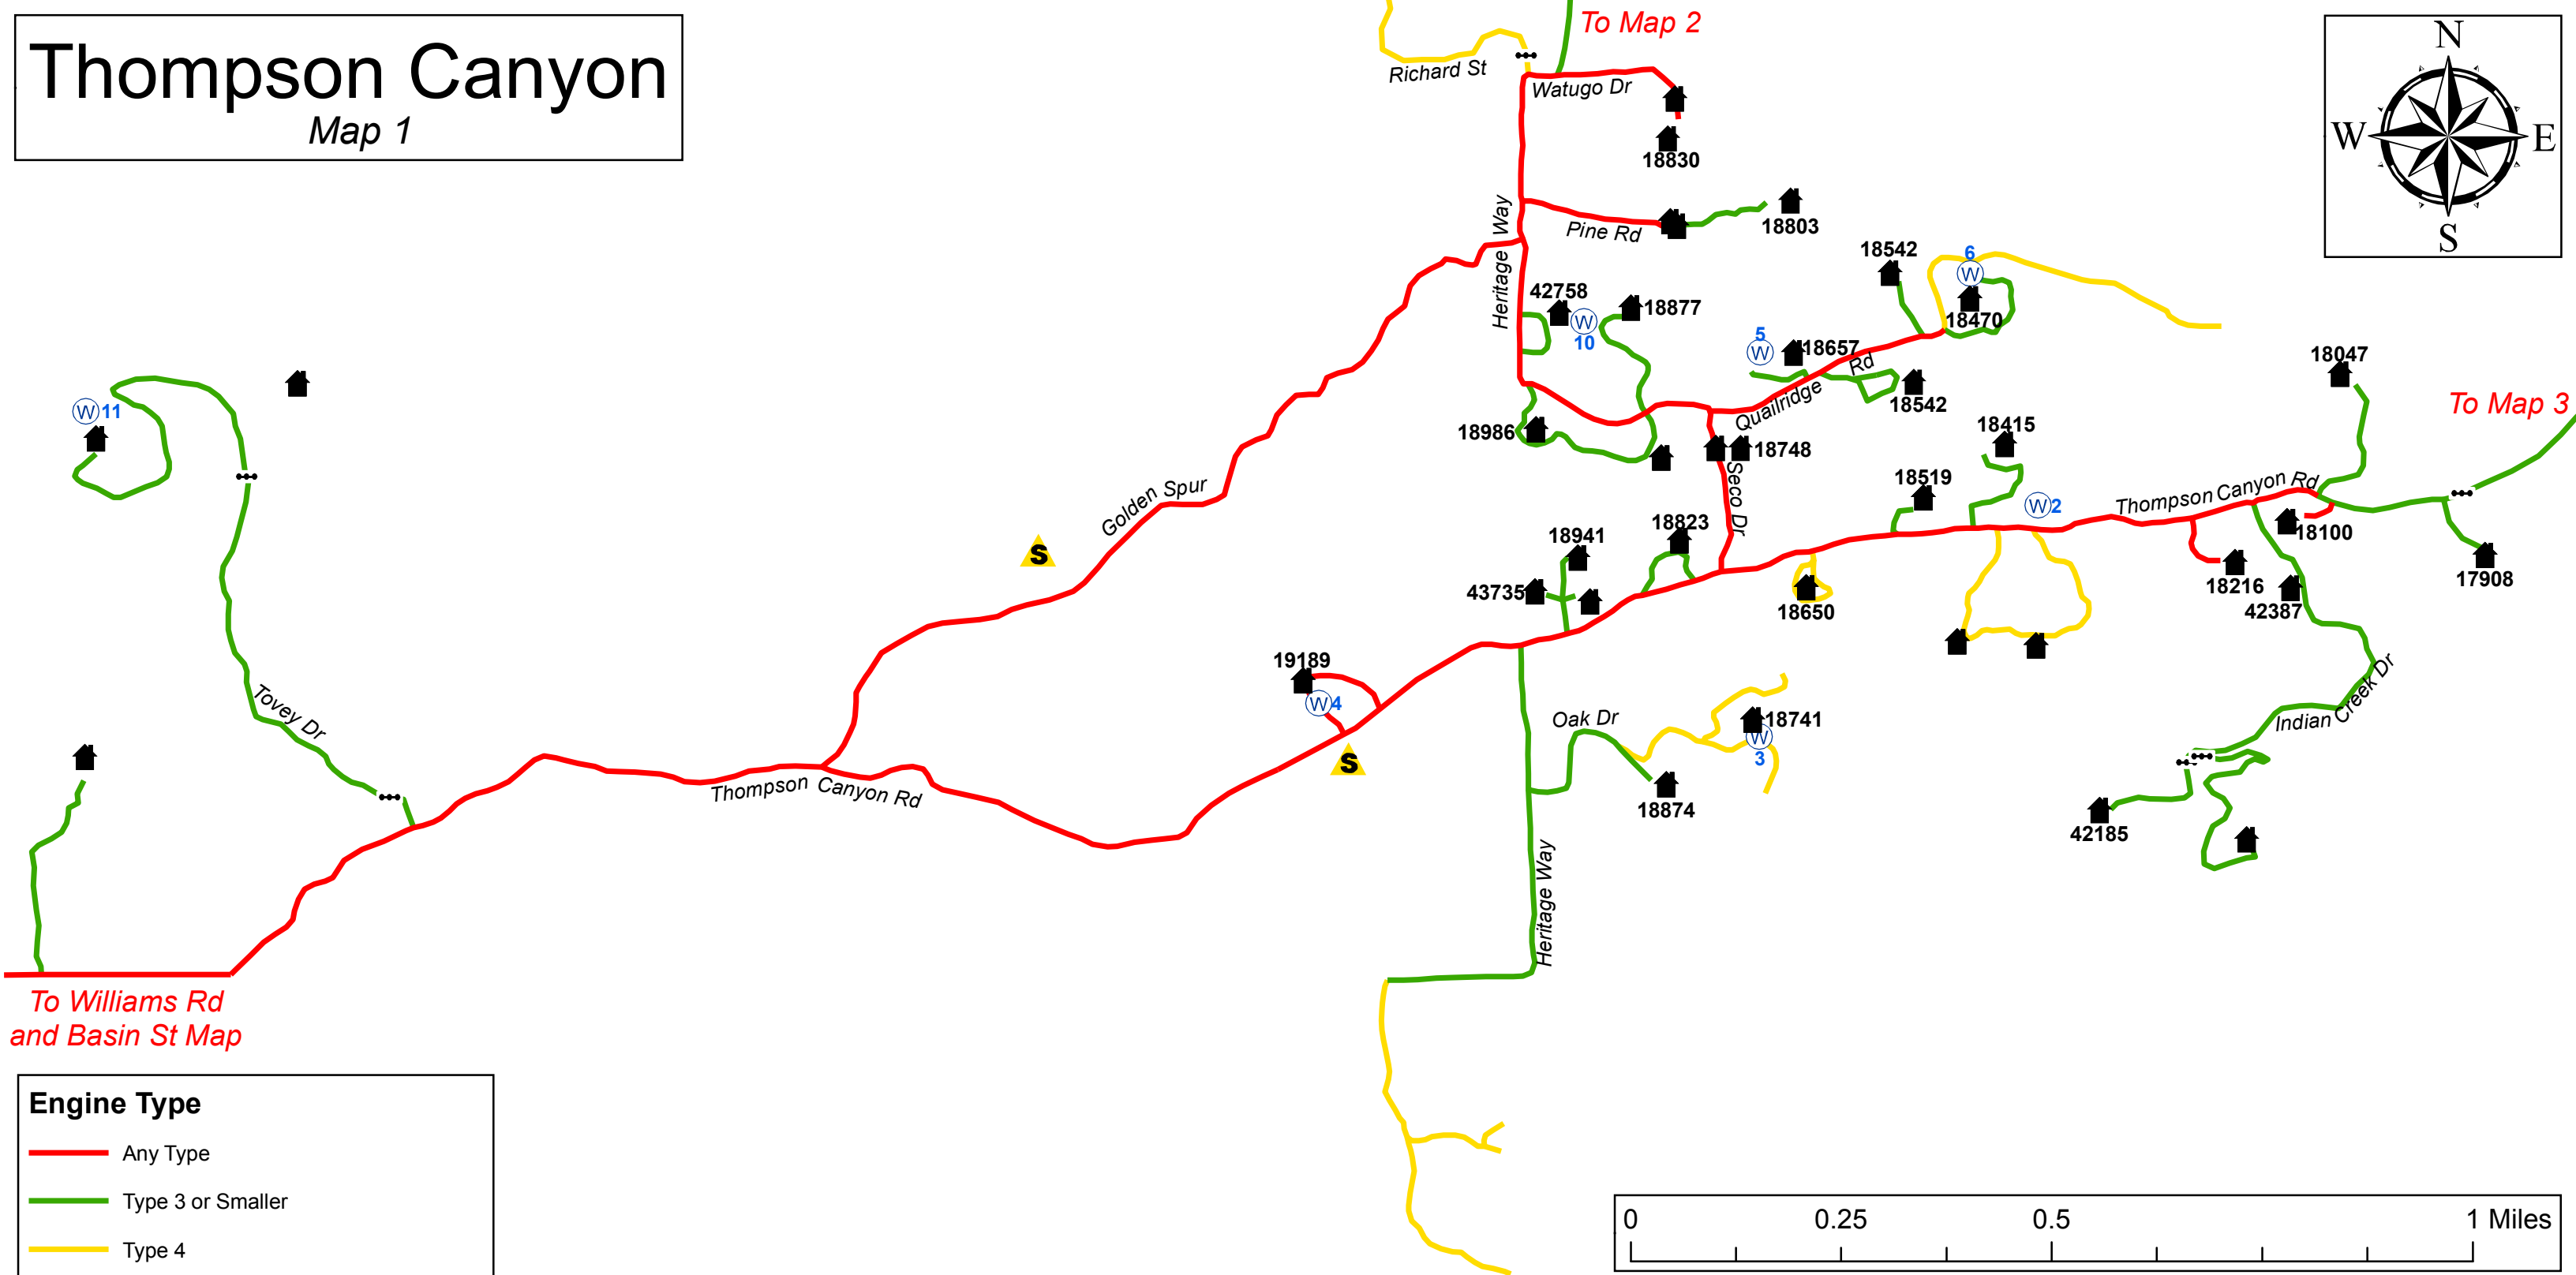 Thompson Canyon
Map 1
To Map 2
N
W
E
S
Richard St
Watugo Dr
18830
Heritage Way
Pine Rd
18803
18542
6
W
18470
42758
18877
W
10
5
W
18657
Quailridge Rd
18542
18047
To Map 3
W 11
18986
18748
Seco Dr
18415
18519
W 2
Thompson Canyon Rd
18100
17908
18216
42387
Golden Spur
S
18941
18823
43735
18650
19189
W 4
S
Tovey Dr
Oak Dr
18741
W
3
18874
Indian Creek Dr
42185
Thompson Canyon Rd
Heritage Way
To Williams Rd
and Basin St Map
Engine Type
Any Type
Type 3 or Smaller
Type 4
0 0.25 0.5 1 Miles